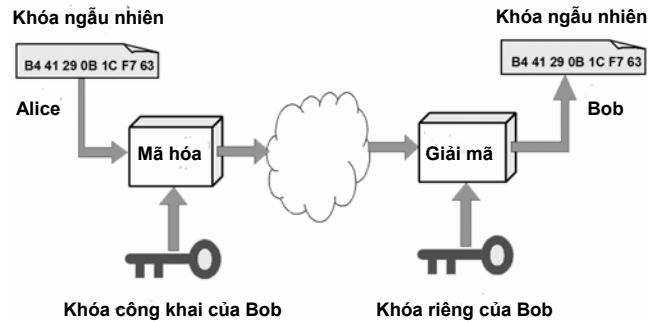 Khóa ngẫu nhiên
B4 41 29 0B 1C F7 63
Alice
Mã hóa
Khóa công khai của Bob
Khóa ngẫu nhiên
B4 41 29 0B 1C F7 63
Bob
Giải mã
Khóa riêng của Bob